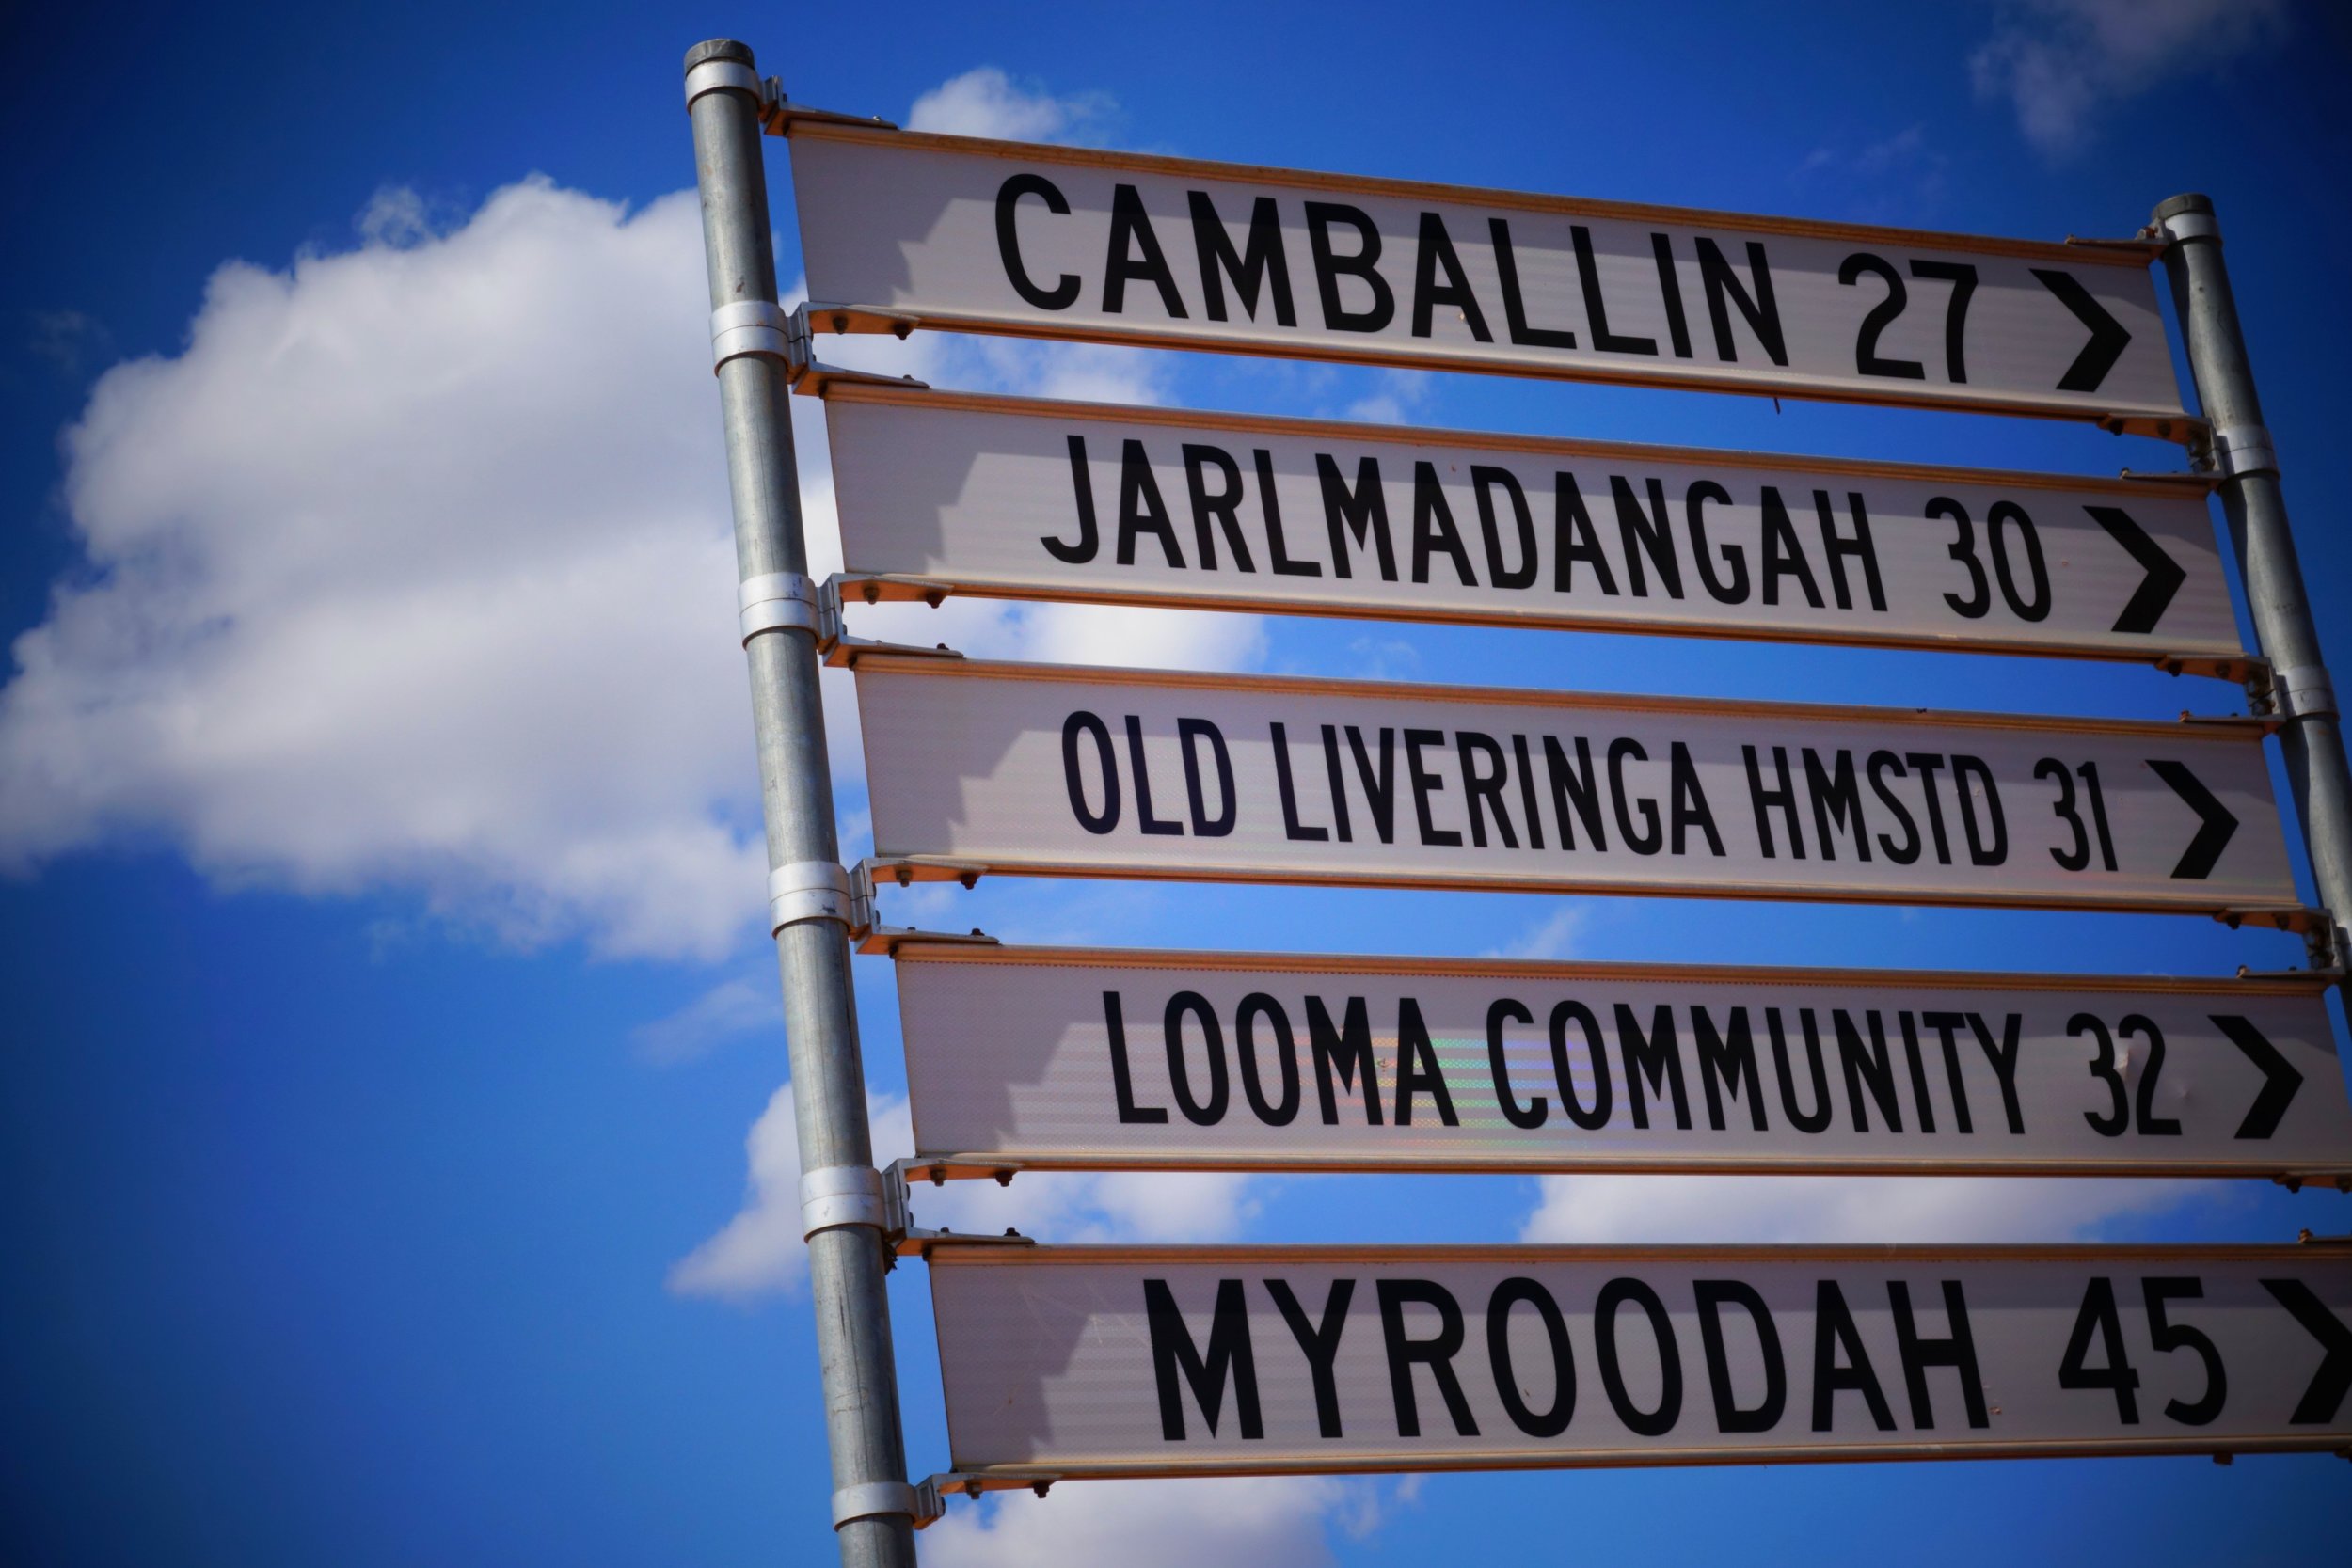 CAMBALLIN 27
JARLMADANGAH 30
OLD LIVERINGA HMSTD 31
LOOMA COMMUNITY 32
MYROODAH 45